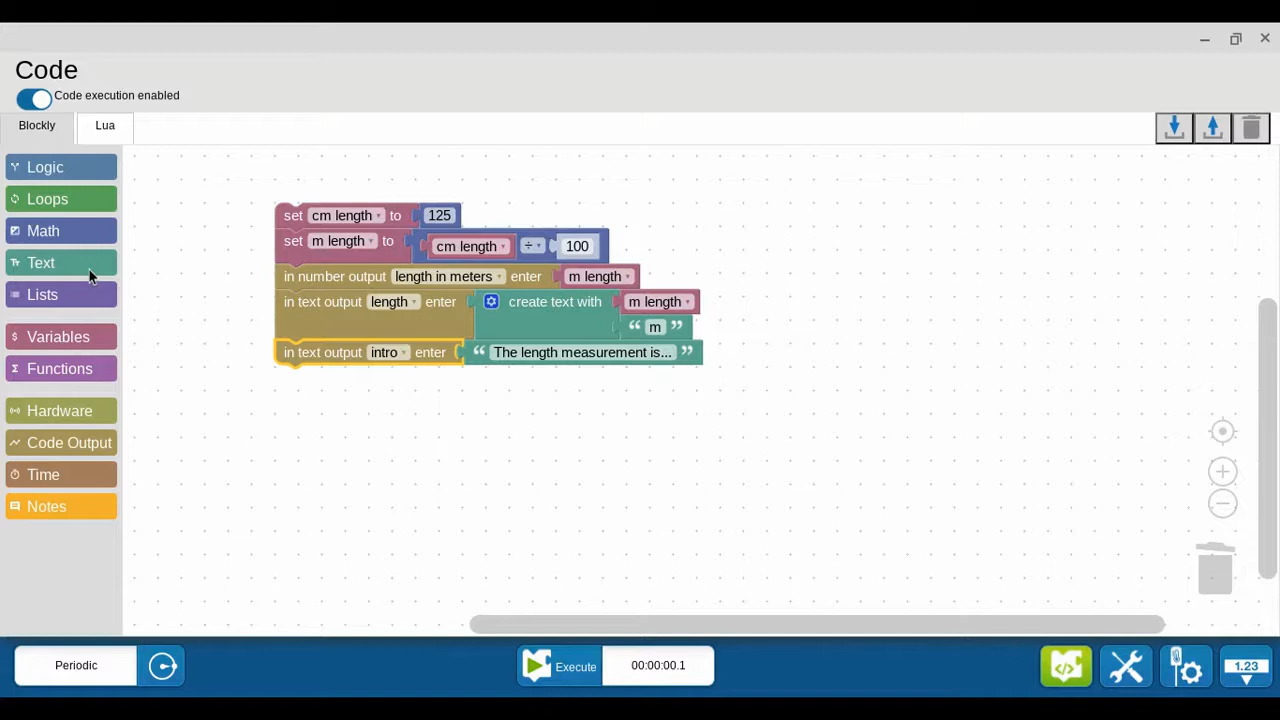 Code
Code execution enabled
Blockly Lua
Logic
Loops
Math
Text
Lists
Variables
Functions
Hardware
Code Output
Time
Notes
set cm length to 125
set m length to cm length ÷ 100
in number output length in meters enter m length
in text output length enter create text with m length
“ m ”
in text output intro enter “ The length measurement is... ”
Periodic Execute 00:00:00.1 1.23